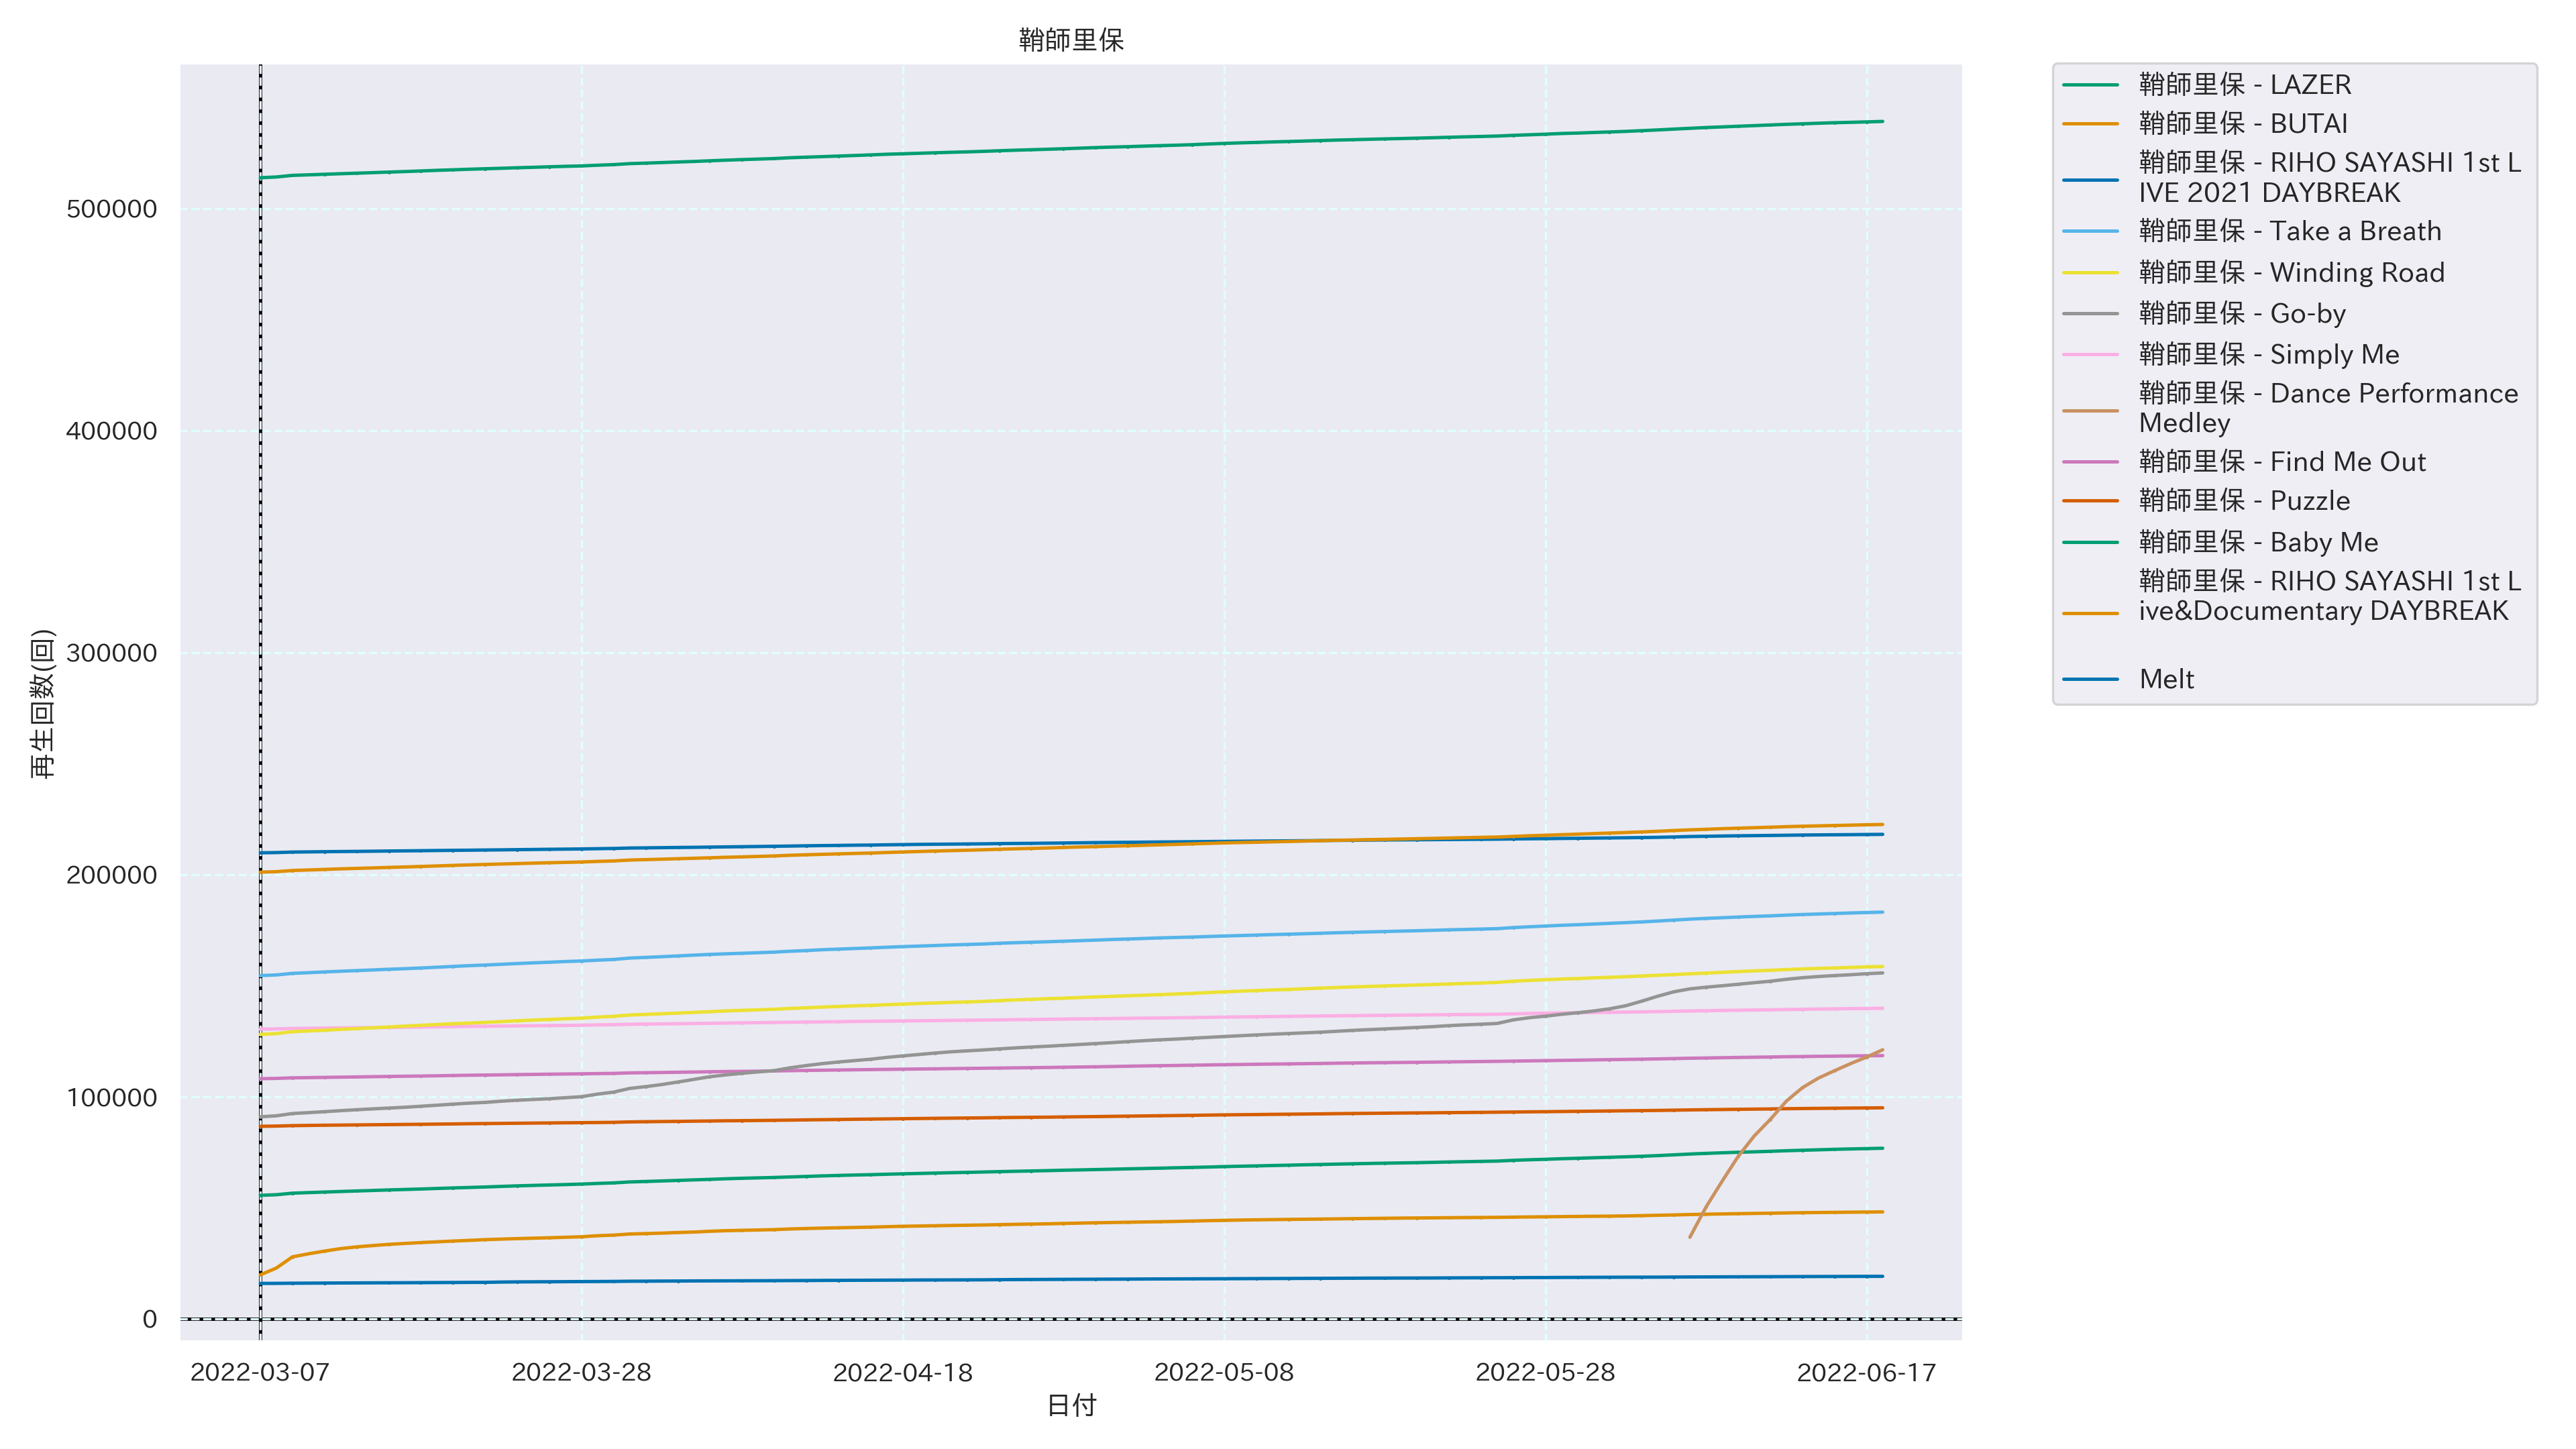 鞘師里保
再生回数(回)
500000
400000
300000
200000
100000
0
2022-03-07
2022-03-28
2022-04-18
2022-05-08
2022-05-28
2022-06-17
日付
鞘師里保 - LAZER
鞘師里保 - BUTAI
鞘師里保 - RIHO SAYASHI 1st L
IVE 2021 DAYBREAK
鞘師里保 - Take a Breath
鞘師里保 - Winding Road
鞘師里保 - Go-by
鞘師里保 - Simply Me
鞘師里保 - Dance Performance
Medley
鞘師里保 - Find Me Out
鞘師里保 - Puzzle
鞘師里保 - Baby Me
鞘師里保 - RIHO SAYASHI 1st L
ive&Documentary DAYBREAK
Melt